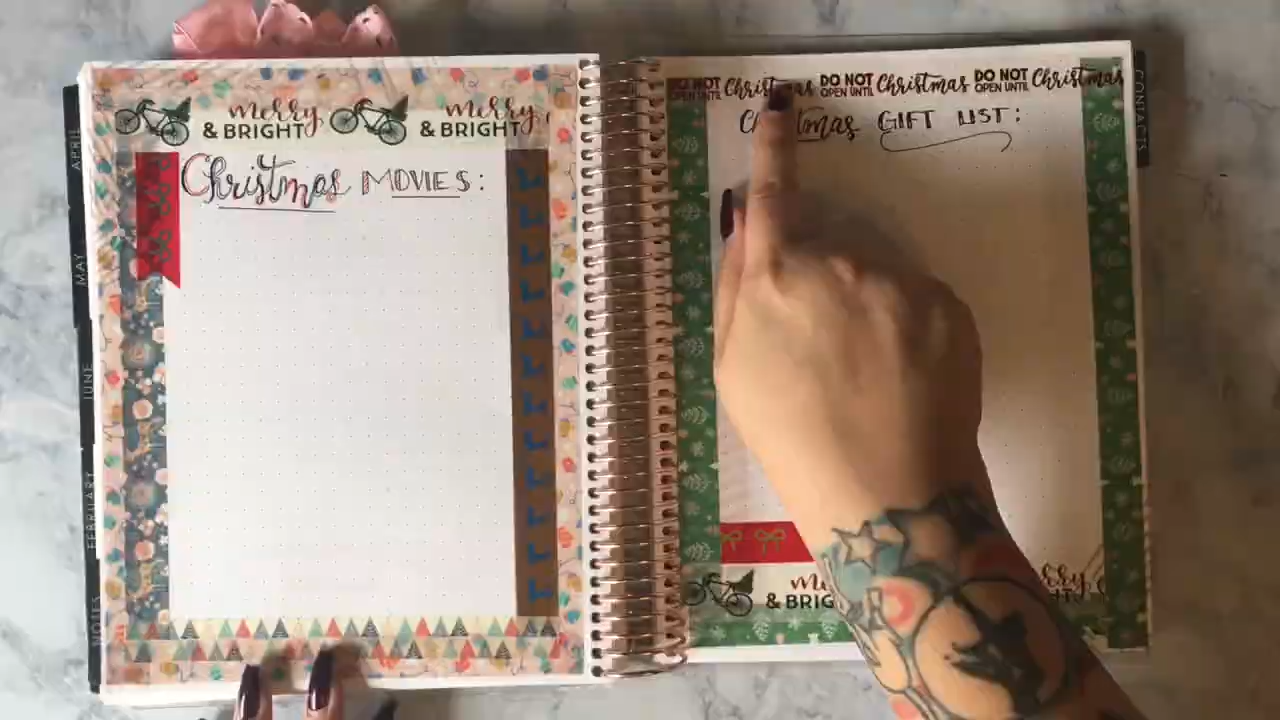 merry merry
& BRIGHT & BRIGHT
Christmas MOVIES:
APRIL
MAY
JUNE
FEBRUARY
NOTES
DO NOT OPEN UNTIL Christmas DO NOT OPEN UNTIL Christmas DO NOT OPEN UNTIL Christmas
Christmas GIFT LIST:
CONTACTS
& BRIG